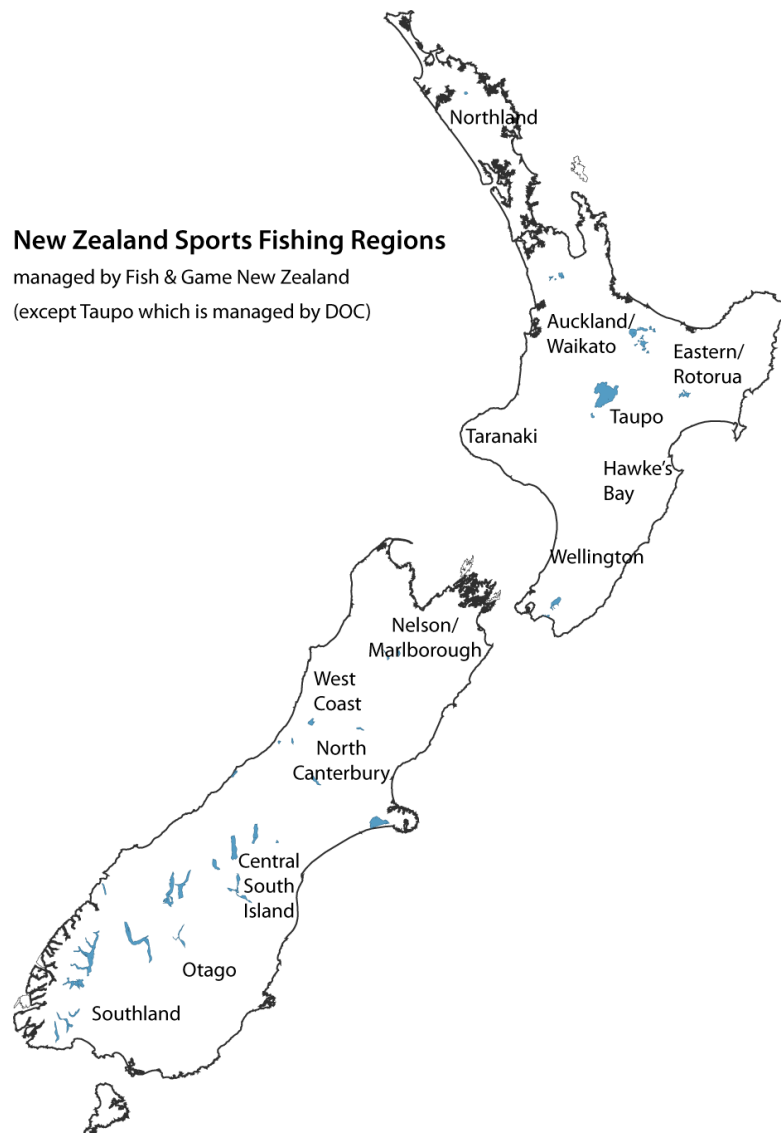 Northland
New Zealand Sports Fishing Regions
managed by Fish & Game New Zealand
(except Taupo which is managed by DOC)
Auckland/
Waikato
Eastern/
Rotorua
Taupo
Taranaki
Hawke's
Bay
Wellington
Nelson/
Marlborough
West
Coast
North
Canterbury
Central
South
Island
Otago
Southland